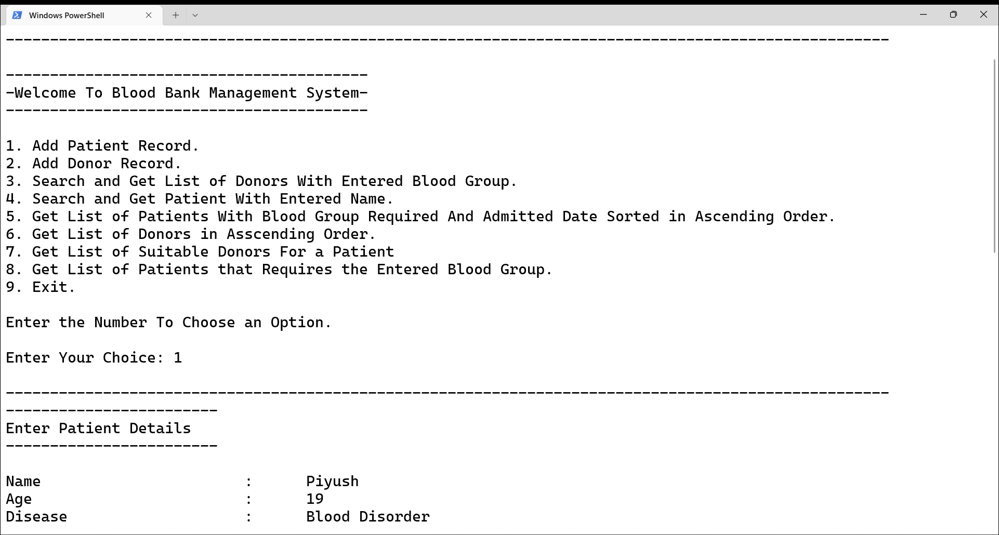 Windows PowerShell
----------------------------------------------------------------------------------------------------
-----------------------------------------
-Welcome To Blood Bank Management System-
-----------------------------------------
1. Add Patient Record.
2. Add Donor Record.
3. Search and Get List of Donors With Entered Blood Group.
4. Search and Get Patient With Entered Name.
5. Get List of Patients With Blood Group Required And Admitted Date Sorted in Ascending Order.
6. Get List of Donors in Asscending Order.
7. Get List of Suitable Donors For a Patient
8. Get List of Patients that Requires the Entered Blood Group.
9. Exit.
Enter the Number To Choose an Option.
Enter Your Choice: 1
----------------------------------------------------------------------------------------------------
------------------------
Enter Patient Details
------------------------
Name : Piyush
Age : 19
Disease : Blood Disorder